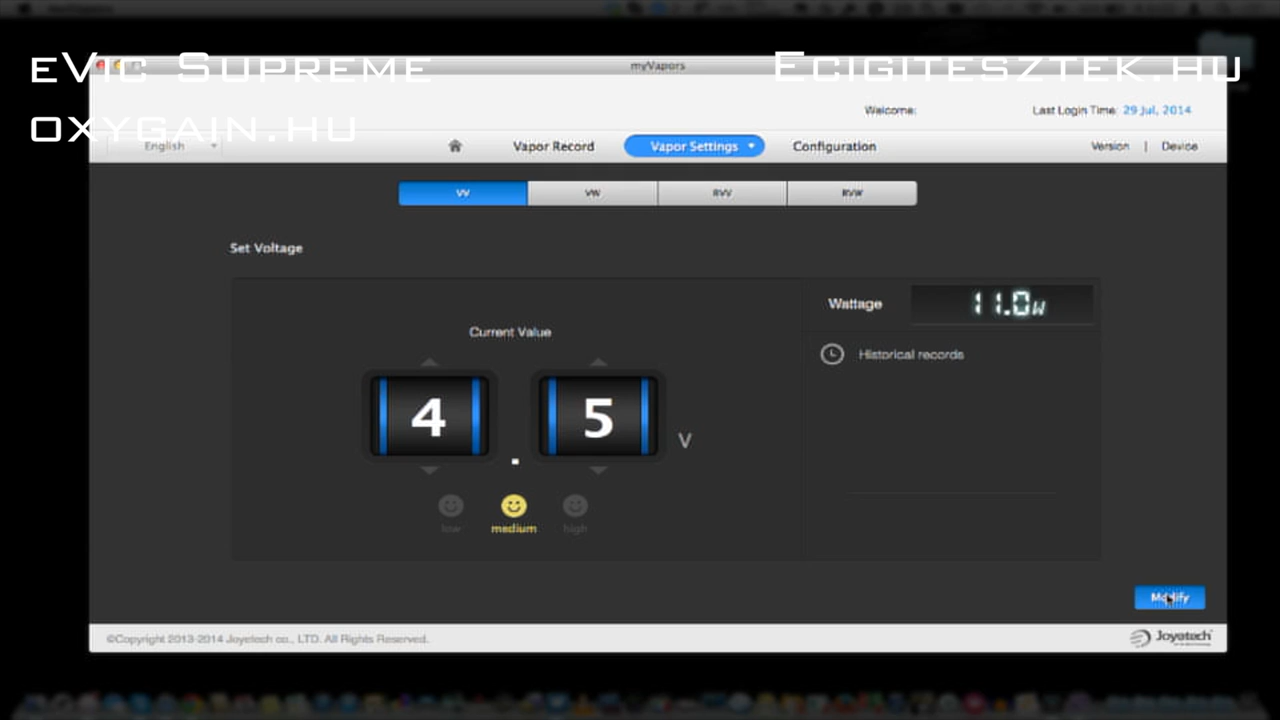 eVic Supreme
Ecigitesztek.hu
oxygain.hu
myVapors
Welcome:
Last Login Time: 29 Jul, 2014
English
Vapor Record
Vapor Settings
Configuration
Version | Device
VV
VW
RVV
RVW
Set Voltage
Current Value
4.5 V
low
medium
high
Wattage
11.0W
Historical records
Modify
©Copyright 2013-2014 Joyetech co., LTD. All Rights Reserved.
Joyetech